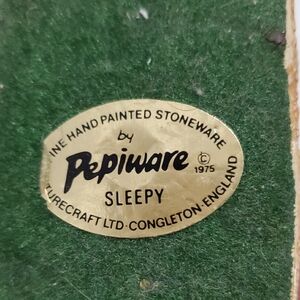 INE HAND PAINTED STONEWARE
by
Pepiware ©
1975
SLEEPY
TURECRAFT LTD · CONGLETON · ENGLAND